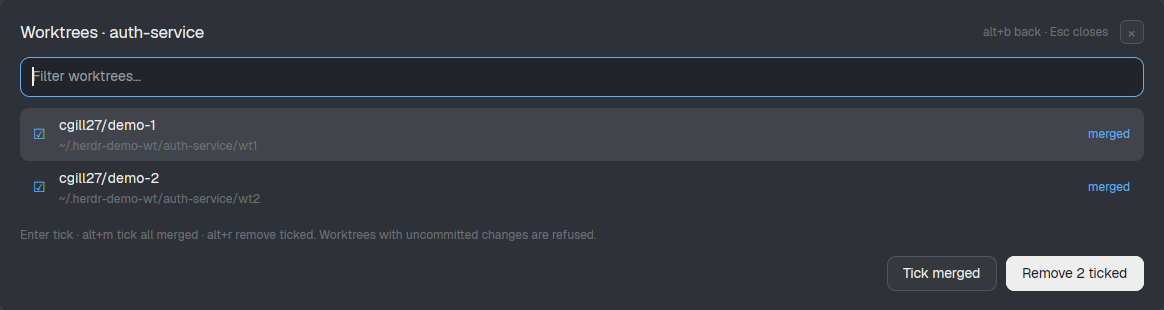 Worktrees · auth-service
alt+b back · Esc closes ×
Filter worktrees...
☑ cgill27/demo-1 merged
~/.herdr-demo-wt/auth-service/wt1
☑ cgill27/demo-2 merged
~/.herdr-demo-wt/auth-service/wt2
Enter tick · alt+m tick all merged · alt+r remove ticked. Worktrees with uncommitted changes are refused.
Tick merged
Remove 2 ticked